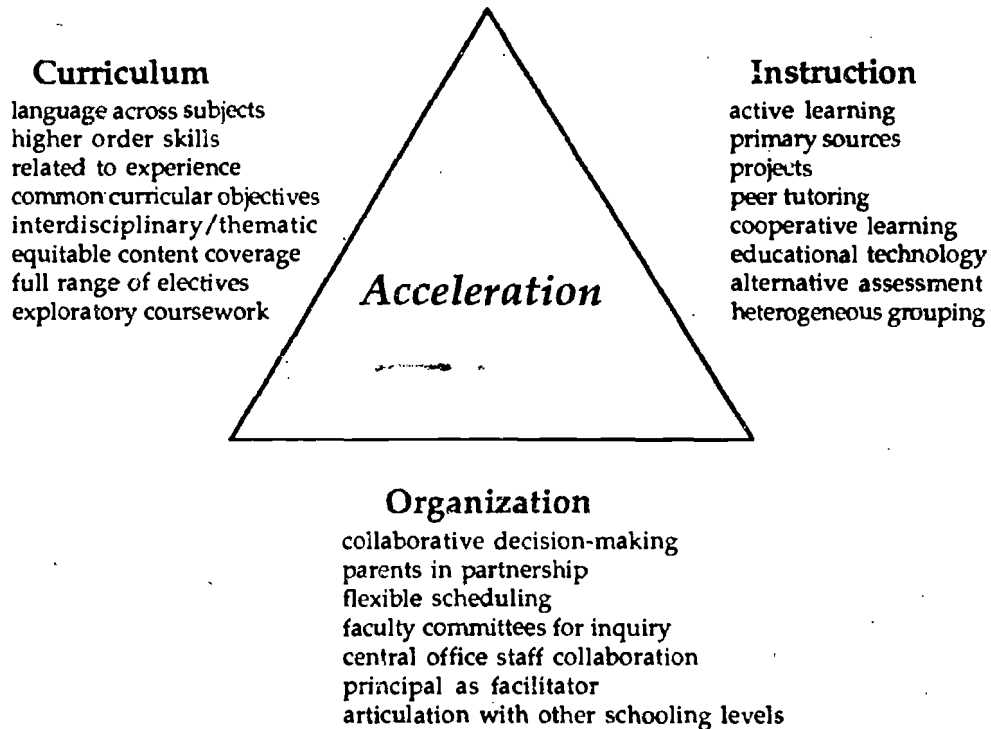 Curriculum
language across subjects
higher order skills
related to experience
common curricular objectives
interdisciplinary/thematic
equitable content coverage
full range of electives
exploratory coursework
Instruction
active learning
primary sources
projects
peer tutoring
cooperative learning
educational technology
alternative assessment
heterogeneous grouping
Acceleration
Organization
collaborative decision-making
parents in partnership
flexible scheduling
faculty committees for inquiry
central office staff collaboration
principal as facilitator
articulation with other schooling levels